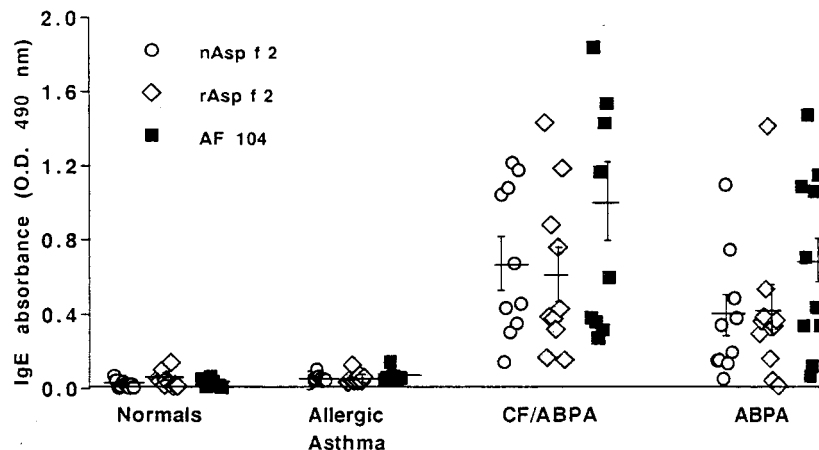 2.0
nAsp f 2
1.6
rAsp f 2
AF 104
1.2
0.8
0.4
0.0
IgE absorbance (O.D. 490 nm)
Normals
Allergic
Asthma
CF/ABPA
ABPA